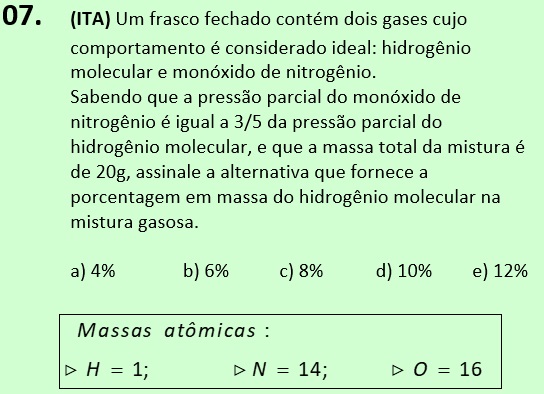 07. (ITA) Um frasco fechado contém dois gases cujo
comportamento é considerado ideal: hidrogênio
molecular e monóxido de nitrogênio.
Sabendo que a pressão parcial do monóxido de
nitrogênio é igual a 3/5 da pressão parcial do
hidrogênio molecular, e que a massa total da mistura é
de 20g, assinale a alternativa que fornece a
porcentagem em massa do hidrogênio molecular na
mistura gasosa.
a) 4% b) 6% c) 8% d) 10% e) 12%
Massas atômicas :
▷ H = 1; ▷ N = 14; ▷ O = 16